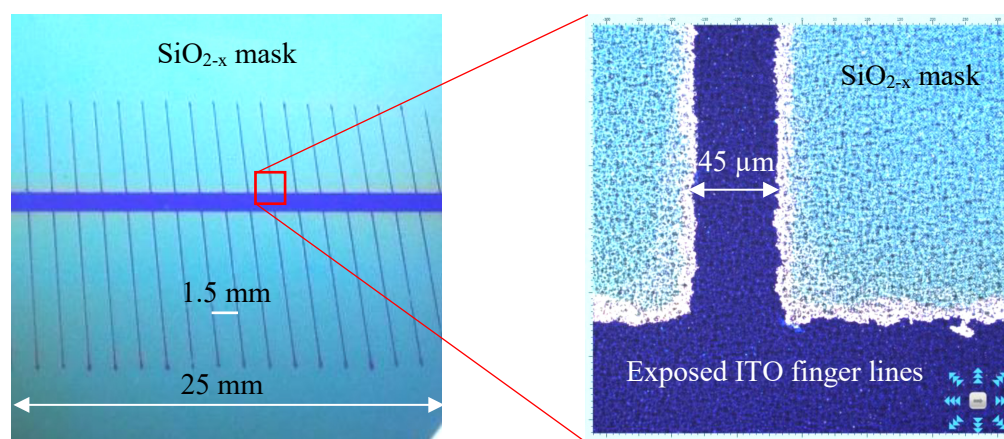 SiO2-x mask
1.5 mm
25 mm
SiO2-x mask
45 µm
Exposed ITO finger lines